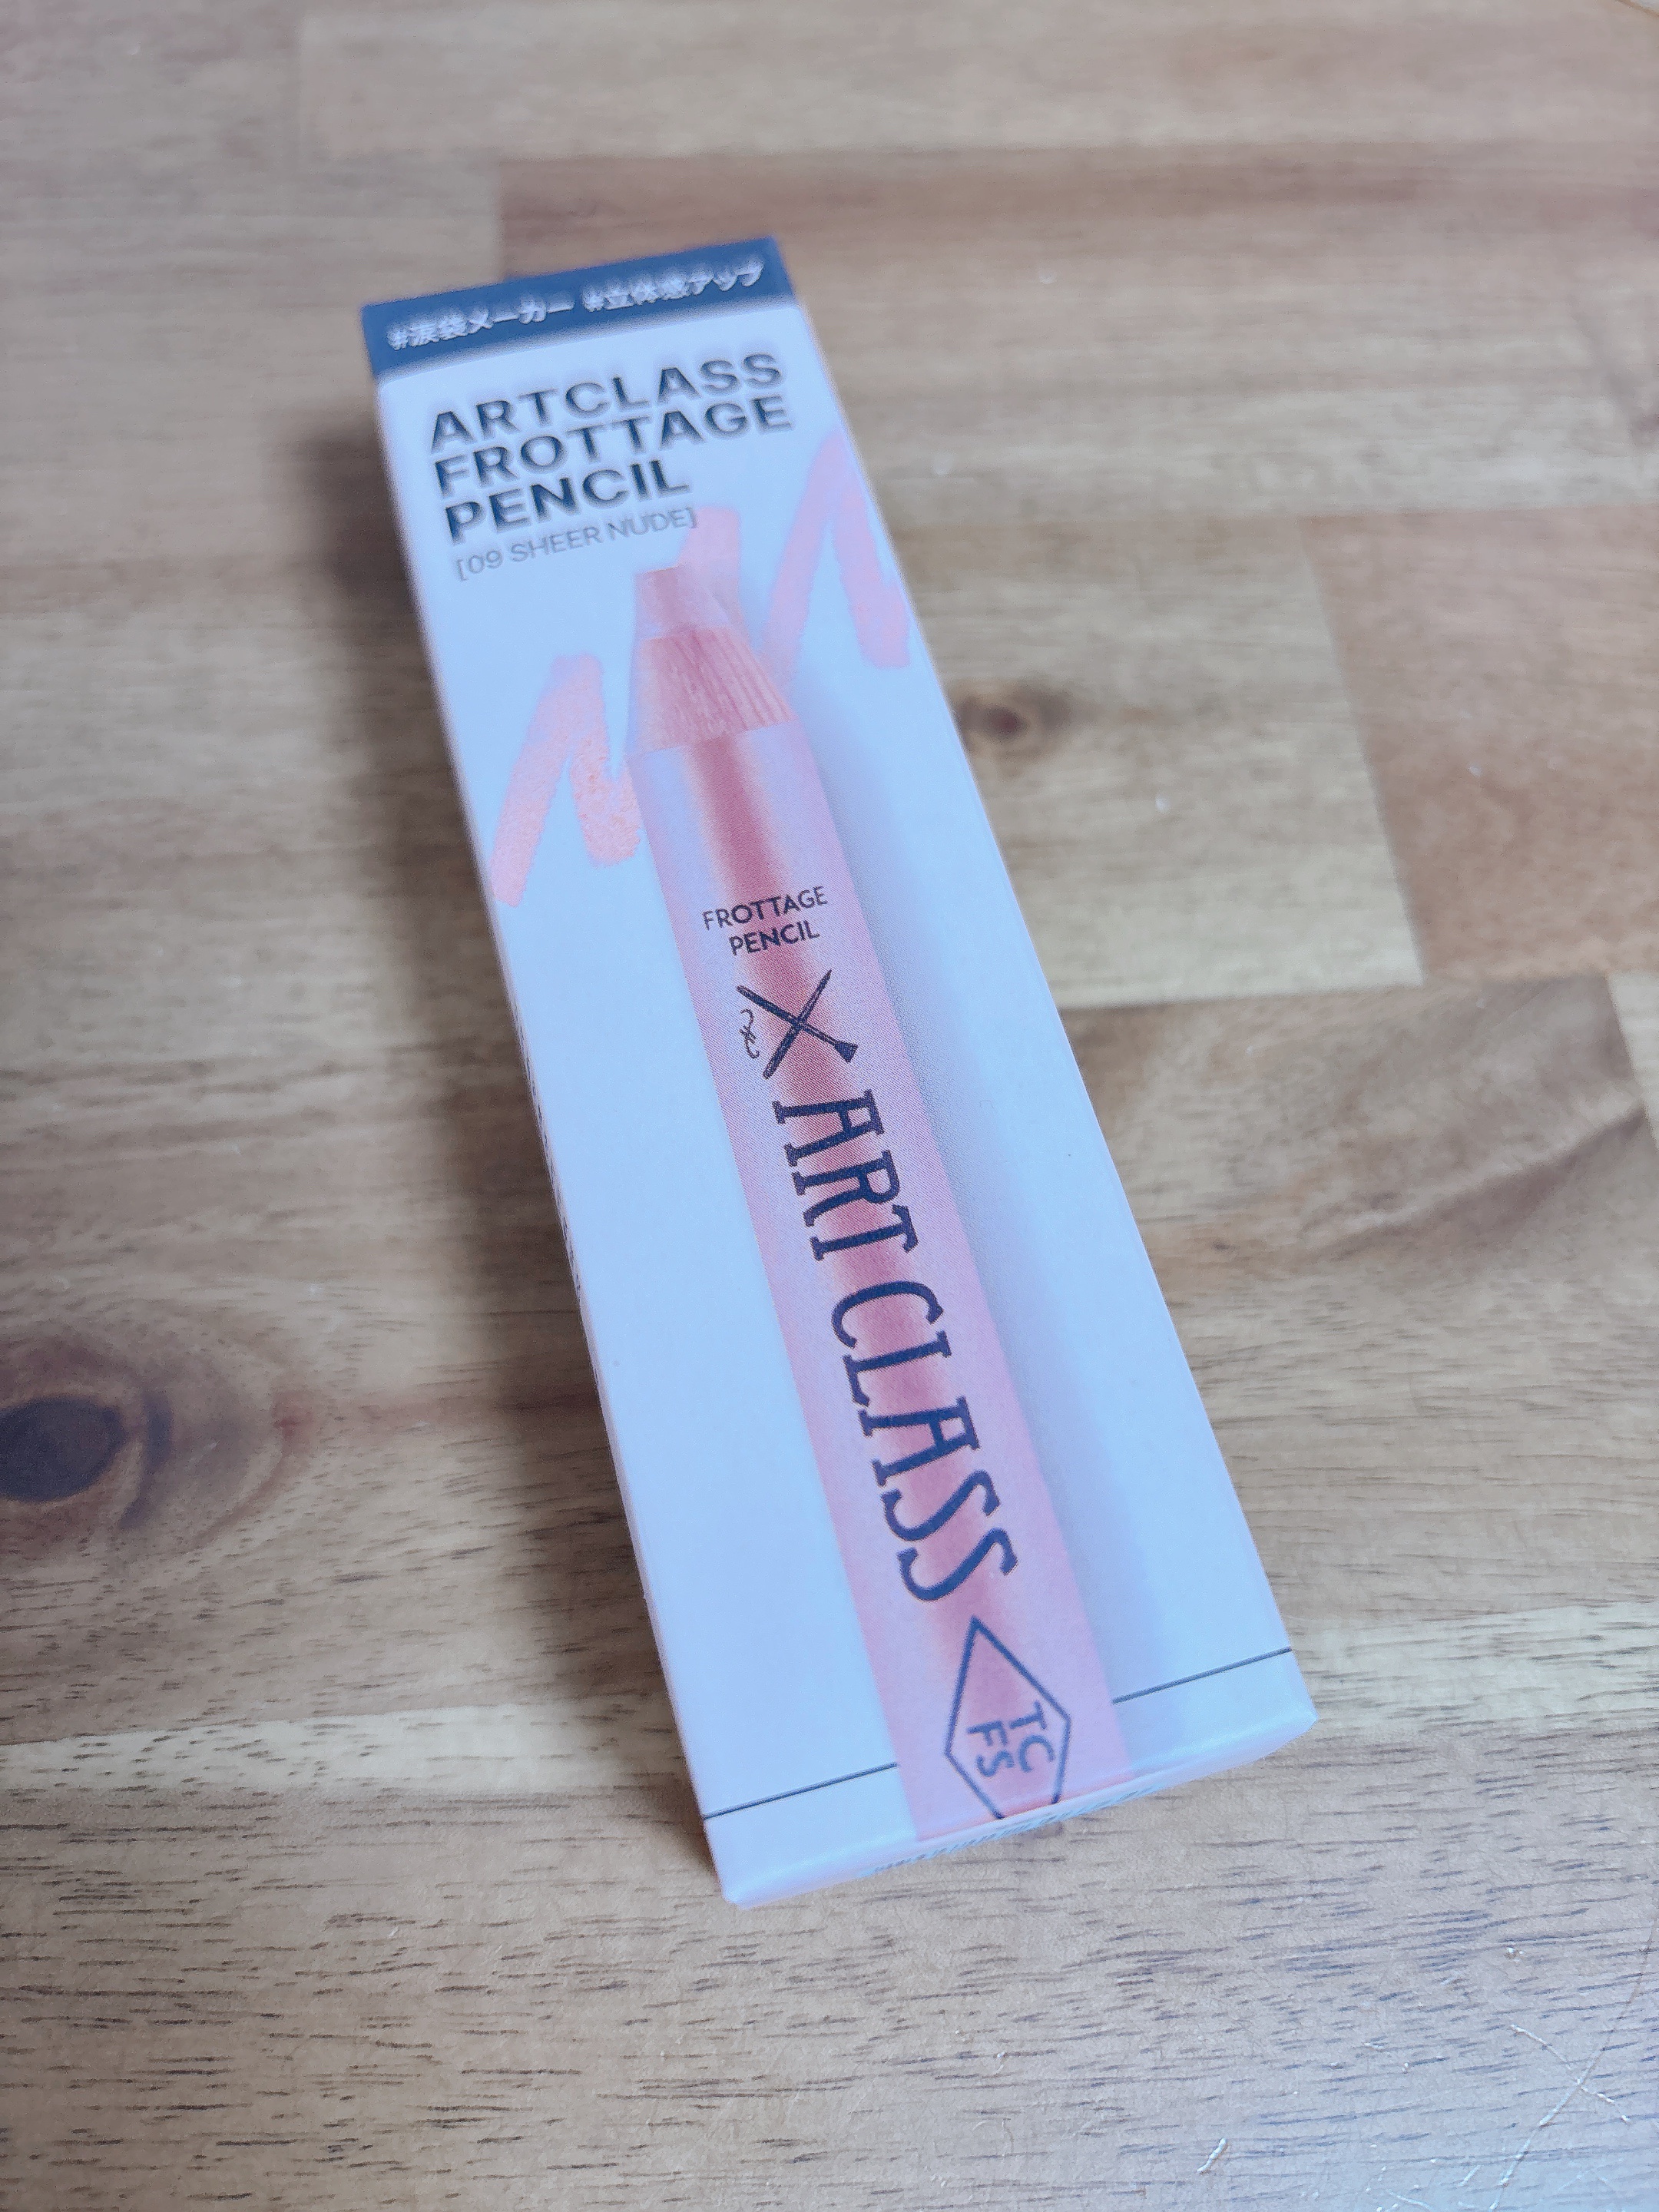 #涙袋メーカー #立体感アップ
ARTCLASS
FROTTAGE
PENCIL
[09 SHEER NUDE]
FROTTAGE
PENCIL
ART CLASS
TC
FS